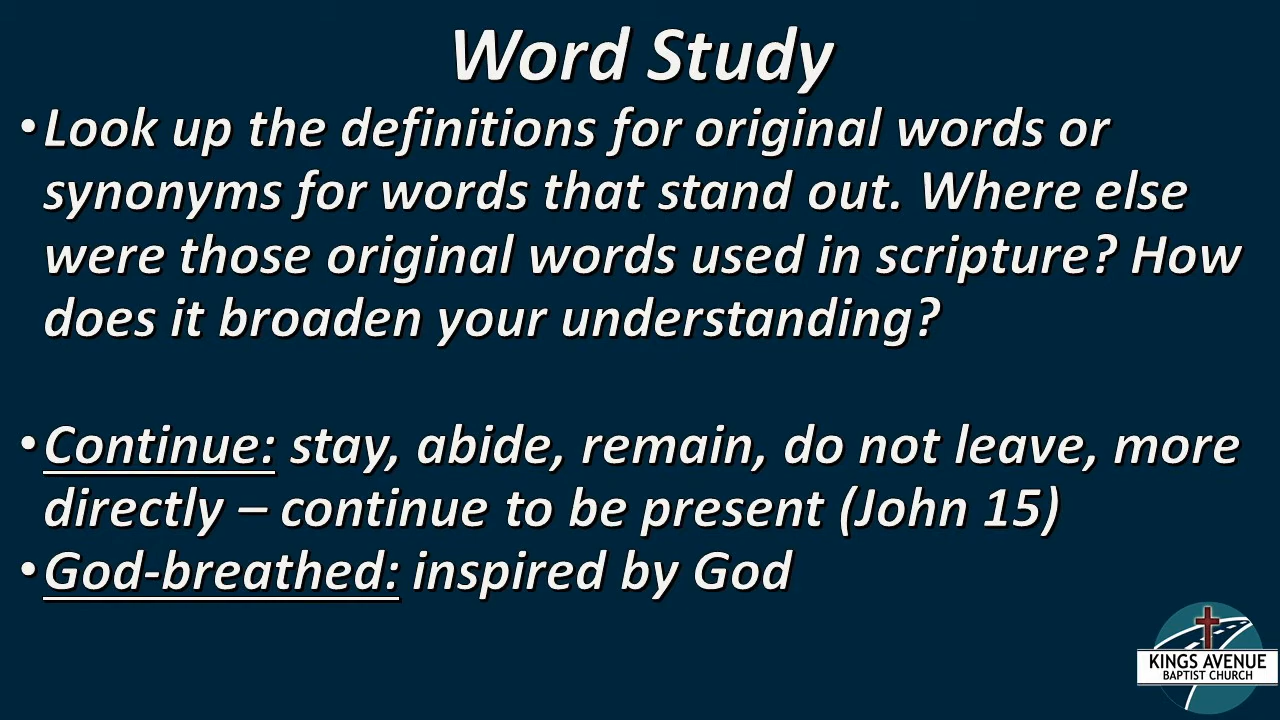 Word Study
•Look up the definitions for original words or
synonyms for words that stand out. Where else
were those original words used in scripture? How
does it broaden your understanding?
•Continue: stay, abide, remain, do not leave, more
directly – continue to be present (John 15)
•God-breathed: inspired by God
KINGS AVENUE
BAPTIST CHURCH